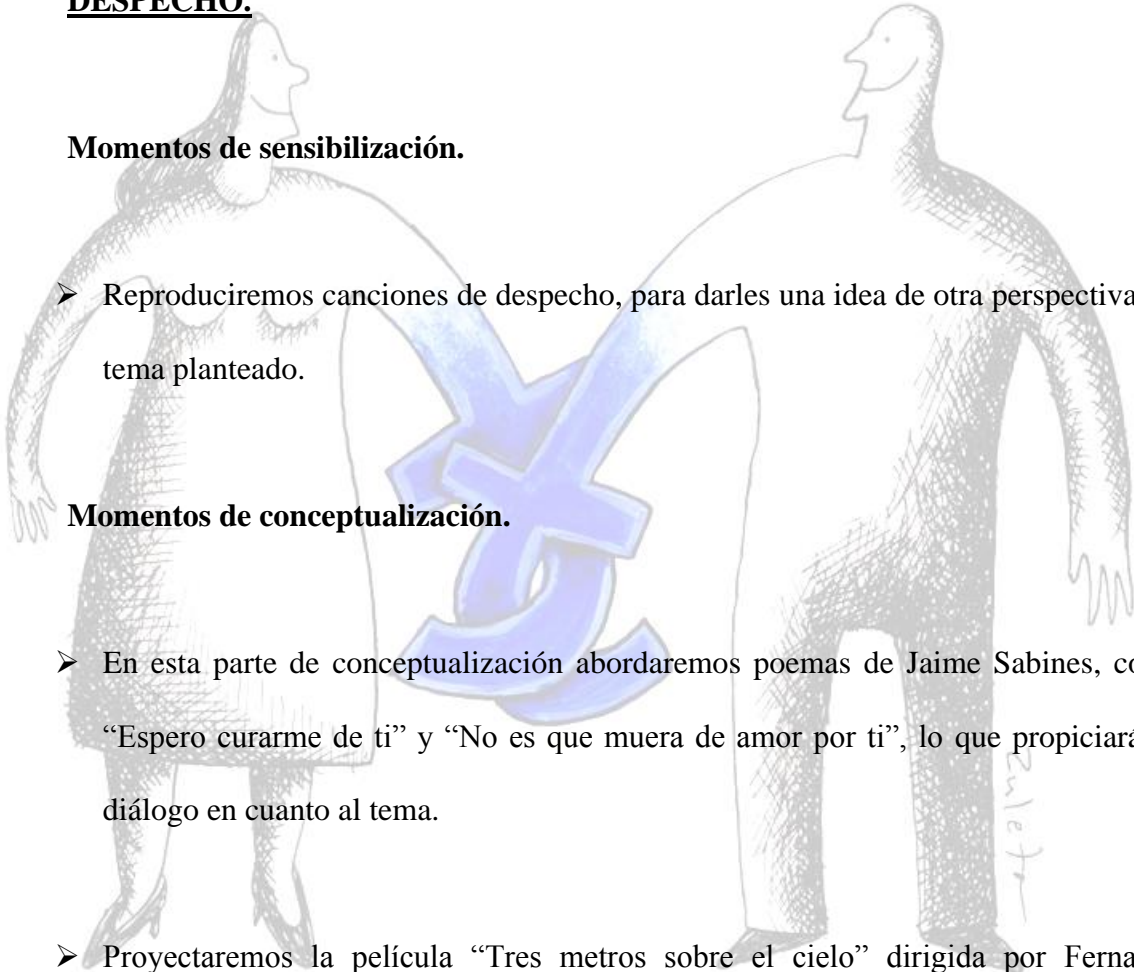 DESPECHO.
Momentos de sensibilización.
➢ Reproduciremos canciones de despecho, para darles una idea de otra perspectiva
tema planteado.
Momentos de conceptualización.
➢ En esta parte de conceptualización abordaremos poemas de Jaime Sabines,
“Espero curarme de ti” y “No es que muera de amor por ti”, lo que propiciará
diálogo en cuanto al tema.
➢ Proyectaremos la película “Tres metros sobre el cielo” dirigida por